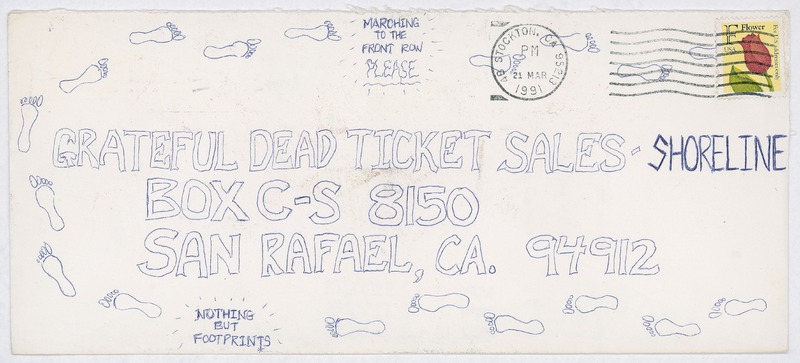 MARCHING
TO THE
FRONT ROW
PLEASE
STOCKTON, CA 952
PM
21 MAR
1991
F Flower
USA
GRATEFUL DEAD TICKET SALES - SHORELINE
BOX C-S 8150
SAN RAFAEL, CA. 94912
NOTHING
BUT
FOOTPRINTS